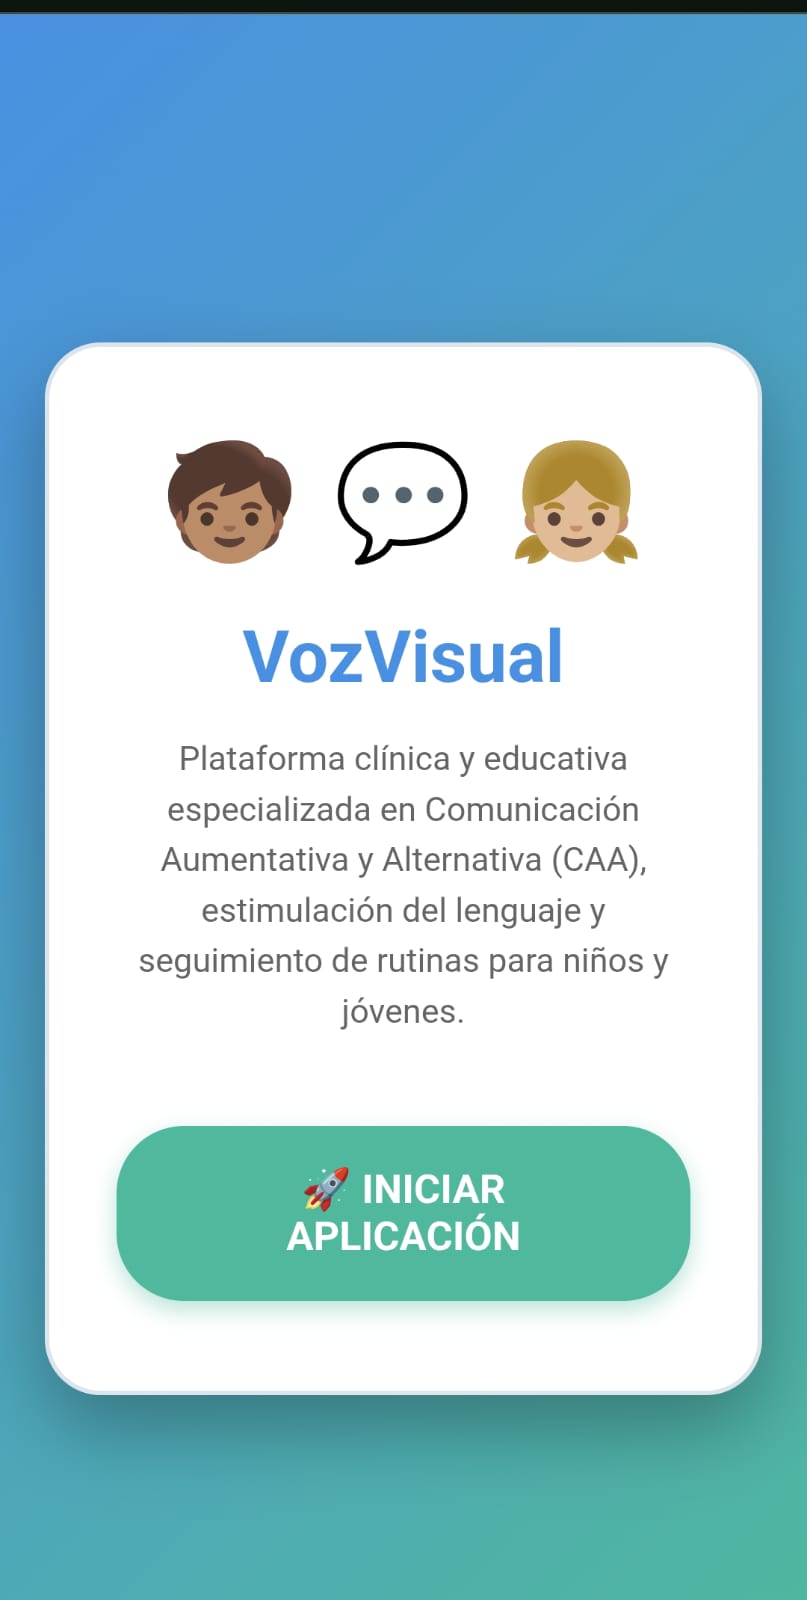 VozVisual
Plataforma clínica y educativa
especializada en Comunicación
Aumentativa y Alternativa (CAA),
estimulación del lenguaje y
seguimiento de rutinas para niños y
jóvenes.
🚀 INICIAR
APLICACIÓN